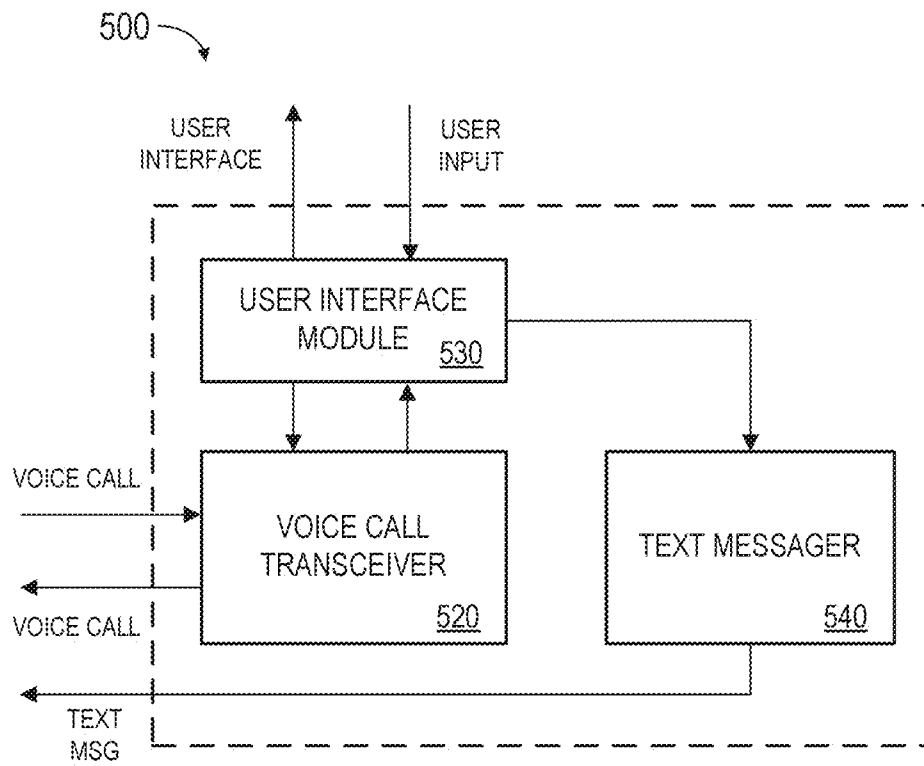 500
USER
INTERFACE
USER
INPUT
USER INTERFACE
MODULE
530
VOICE CALL
VOICE CALL
TRANSCEIVER
520
TEXT MESSAGER
540
VOICE CALL
TEXT
MSG